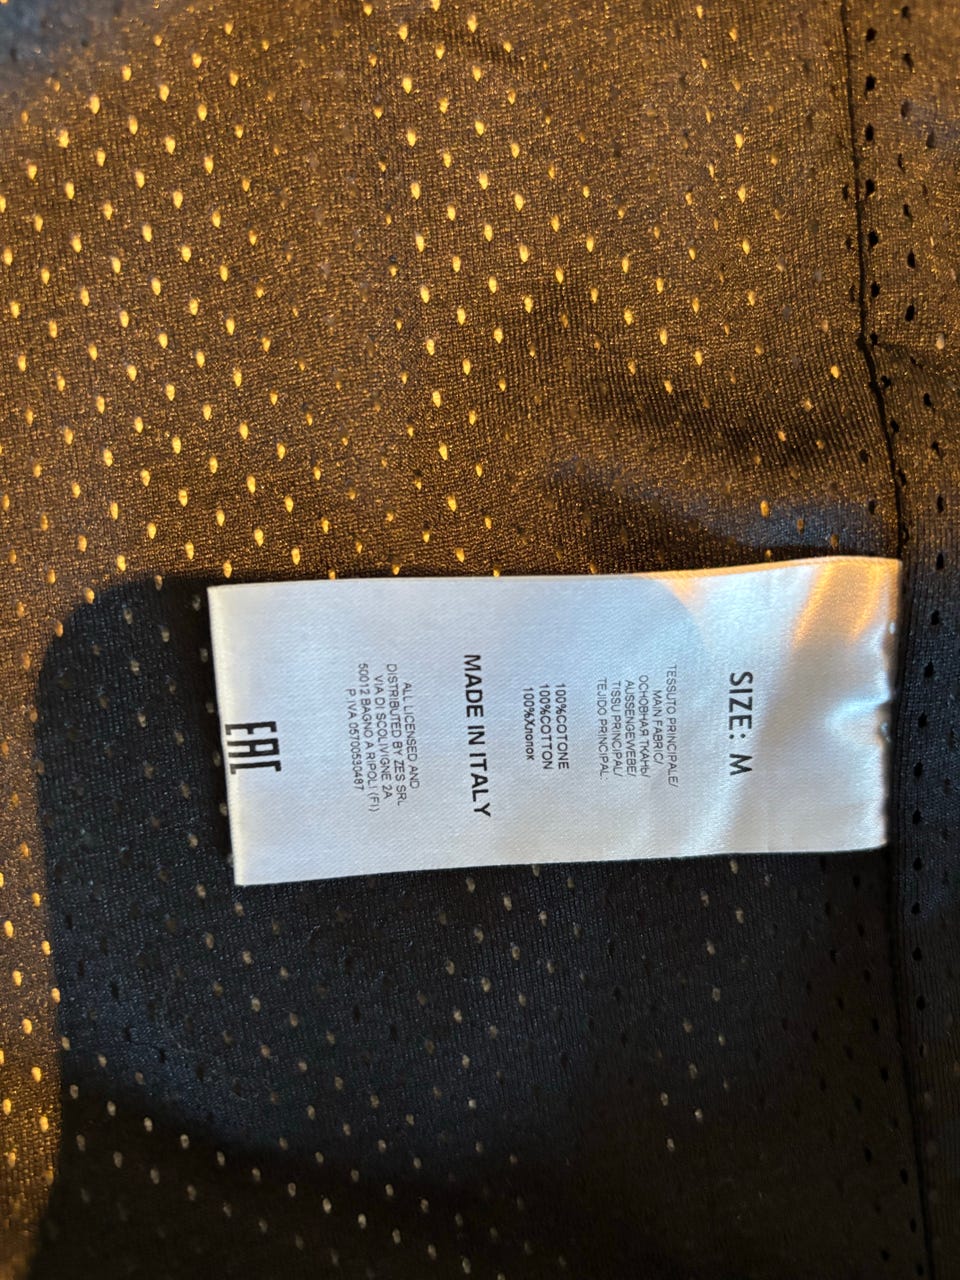 SIZE: M
TESSUTO PRINCIPALE/
MAIN FABRIC/
ОСНОВНАЯ ТКАНЬ/
AUSSENGEWEBE/
TISSU PRINCIPAL/
TEJIDO PRINCIPAL:
100%COTONE
100%COTTON
100%Хлопок
MADE IN ITALY
ALL LICENSED AND
DISTRIBUTED BY ZES SRL
VIA DI SCOLIVIGNE 2A
50012 BAGNO A RIPOLI (FI)
P.IVA 05700530487
EAC